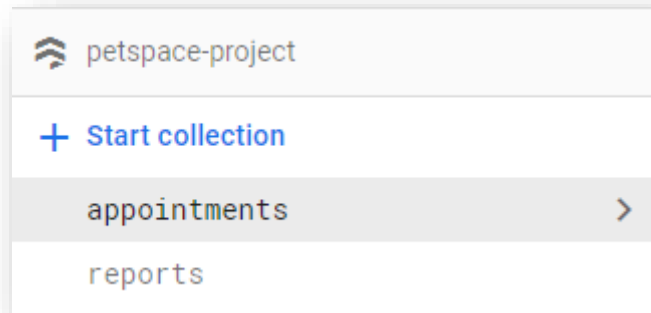 petspace-project
Start collection
appointments
reports